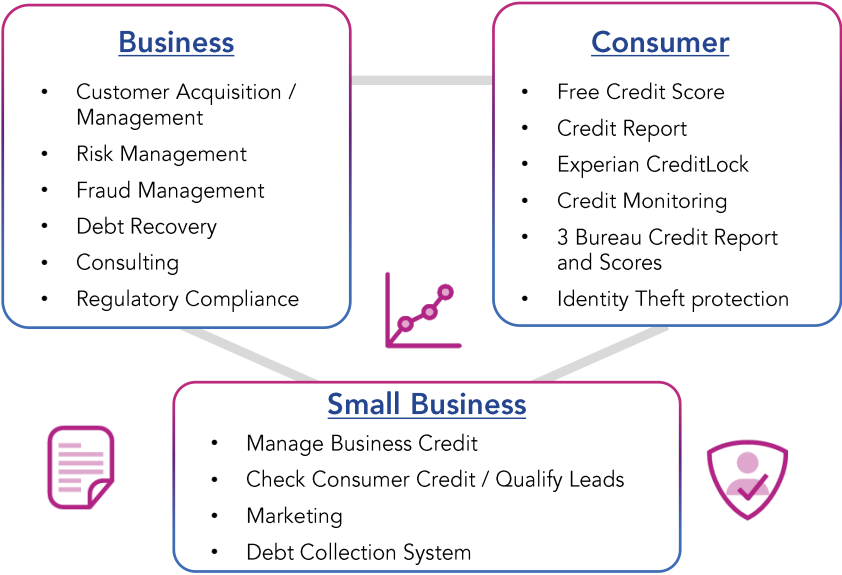 Business
• Customer Acquisition /
Management
• Risk Management
• Fraud Management
• Debt Recovery
• Consulting
• Regulatory Compliance
Consumer
• Free Credit Score
• Credit Report
• Experian CreditLock
• Credit Monitoring
• 3 Bureau Credit Report
and Scores
• Identity Theft protection
Small Business
• Manage Business Credit
• Check Consumer Credit / Qualify Leads
• Marketing
• Debt Collection System